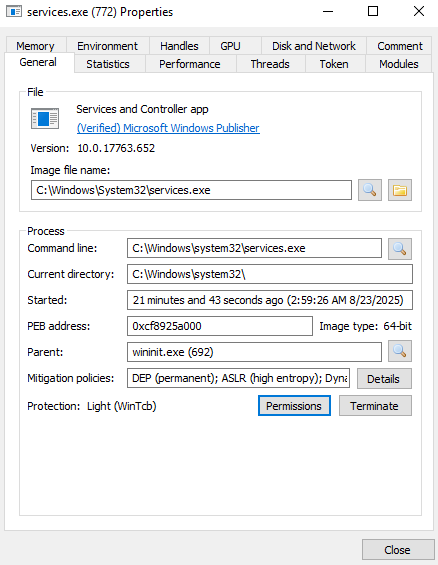 services.exe (772) Properties
Memory Environment Handles GPU Disk and Network Comment
General Statistics Performance Threads Token Modules
File
Services and Controller app
(Verified) Microsoft Windows Publisher
Version: 10.0.17763.652
Image file name:
C:\Windows\System32\services.exe
Process
Command line: C:\Windows\system32\services.exe
Current directory: C:\Windows\system32\
Started: 21 minutes and 43 seconds ago (2:59:26 AM 8/23/2025)
PEB address: 0xcf8925a000 Image type: 64-bit
Parent: wininit.exe (692)
Mitigation policies: DEP (permanent); ASLR (high entropy); Dyna Details
Protection: Light (WinTcb) Permissions Terminate
Close